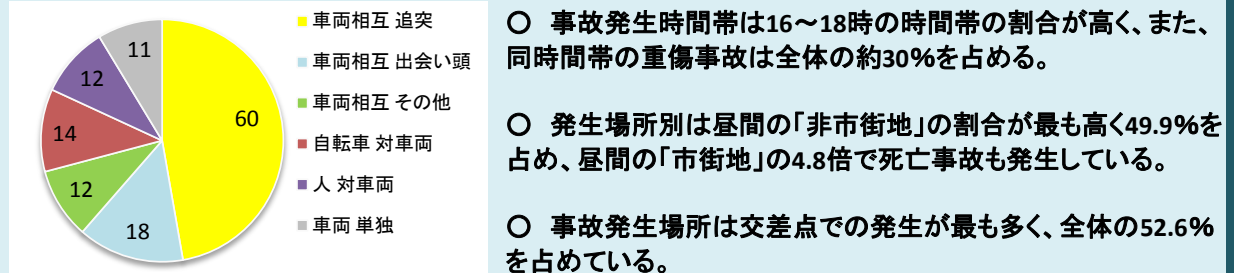 11
12
14
12
18
60
車両相互 追突
車両相互 出会い頭
車両相互 その他
自転車 対車両
人 対車両
車両 単独
〇 事故発生時間帯は16〜18時の時間帯の割合が高く、また、
同時間帯の重傷事故は全体の約30%を占める。
〇 発生場所別は昼間の「非市街地」の割合が最も高く49.9%を
占め、昼間の「市街地」の4.8倍で死亡事故も発生している。
〇 事故発生場所は交差点での発生が最も多く、全体の52.6%
を占めている。